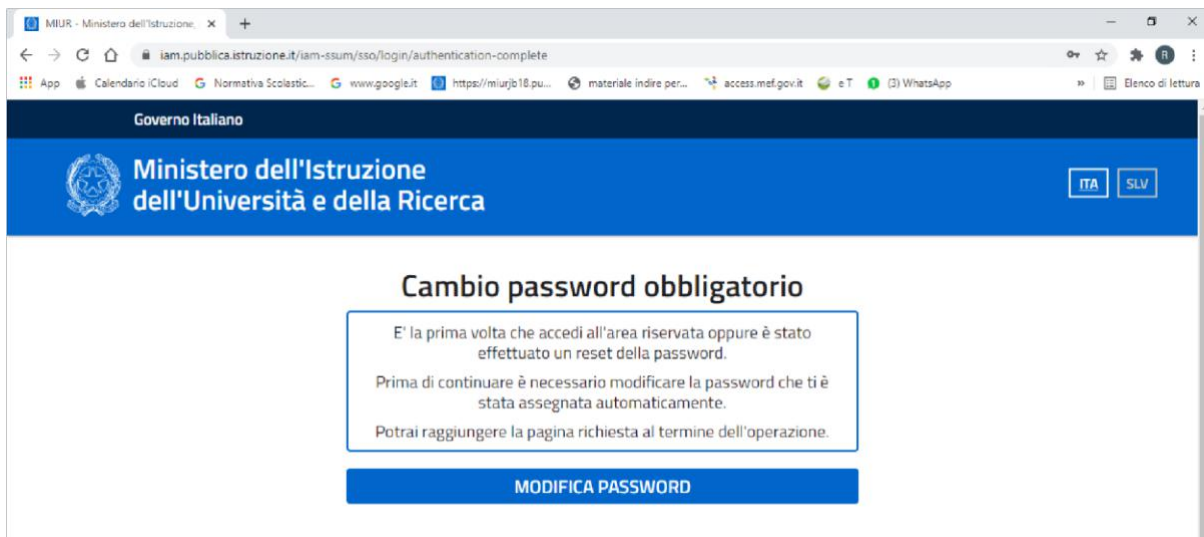 MIUR - Ministero dell'Istruzione,
iam.pubblica.istruzione.it/iam-ssum/sso/login/authentication-complete
R
App Calendario iCloud Normativa Scolastic... www.google.it https://miurjb18.pu... materiale indire per... access.mef.gov.it e T (3) WhatsApp » Elenco di lettura
Governo Italiano
Ministero dell'Istruzione
dell'Università e della Ricerca
ITA SLV
Cambio password obbligatorio
E' la prima volta che accedi all'area riservata oppure è stato
effettuato un reset della password.
Prima di continuare è necessario modificare la password che ti è
stata assegnata automaticamente.
Potrai raggiungere la pagina richiesta al termine dell'operazione.
MODIFICA PASSWORD